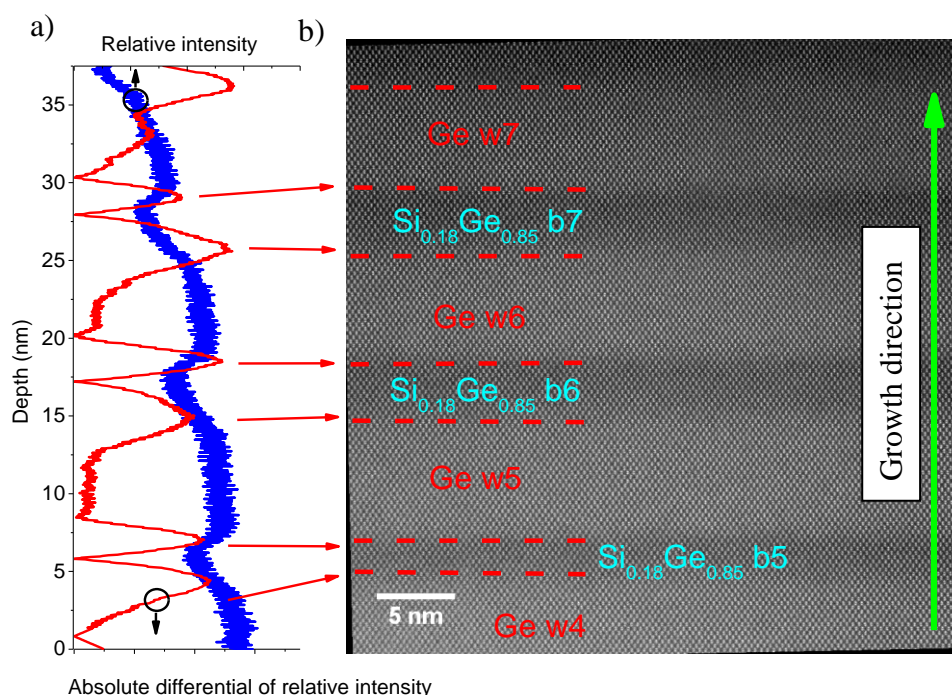 a)
Relative intensity
b)
35
30
25
20
15
10
5
0
Depth (nm)
Absolute differential of relative intensity
Ge w7
Si0.18Ge0.85 b7
Ge w6
Si0.18Ge0.85 b6
Ge w5
Si0.18Ge0.85 b5
5 nm
Ge w4
Growth direction